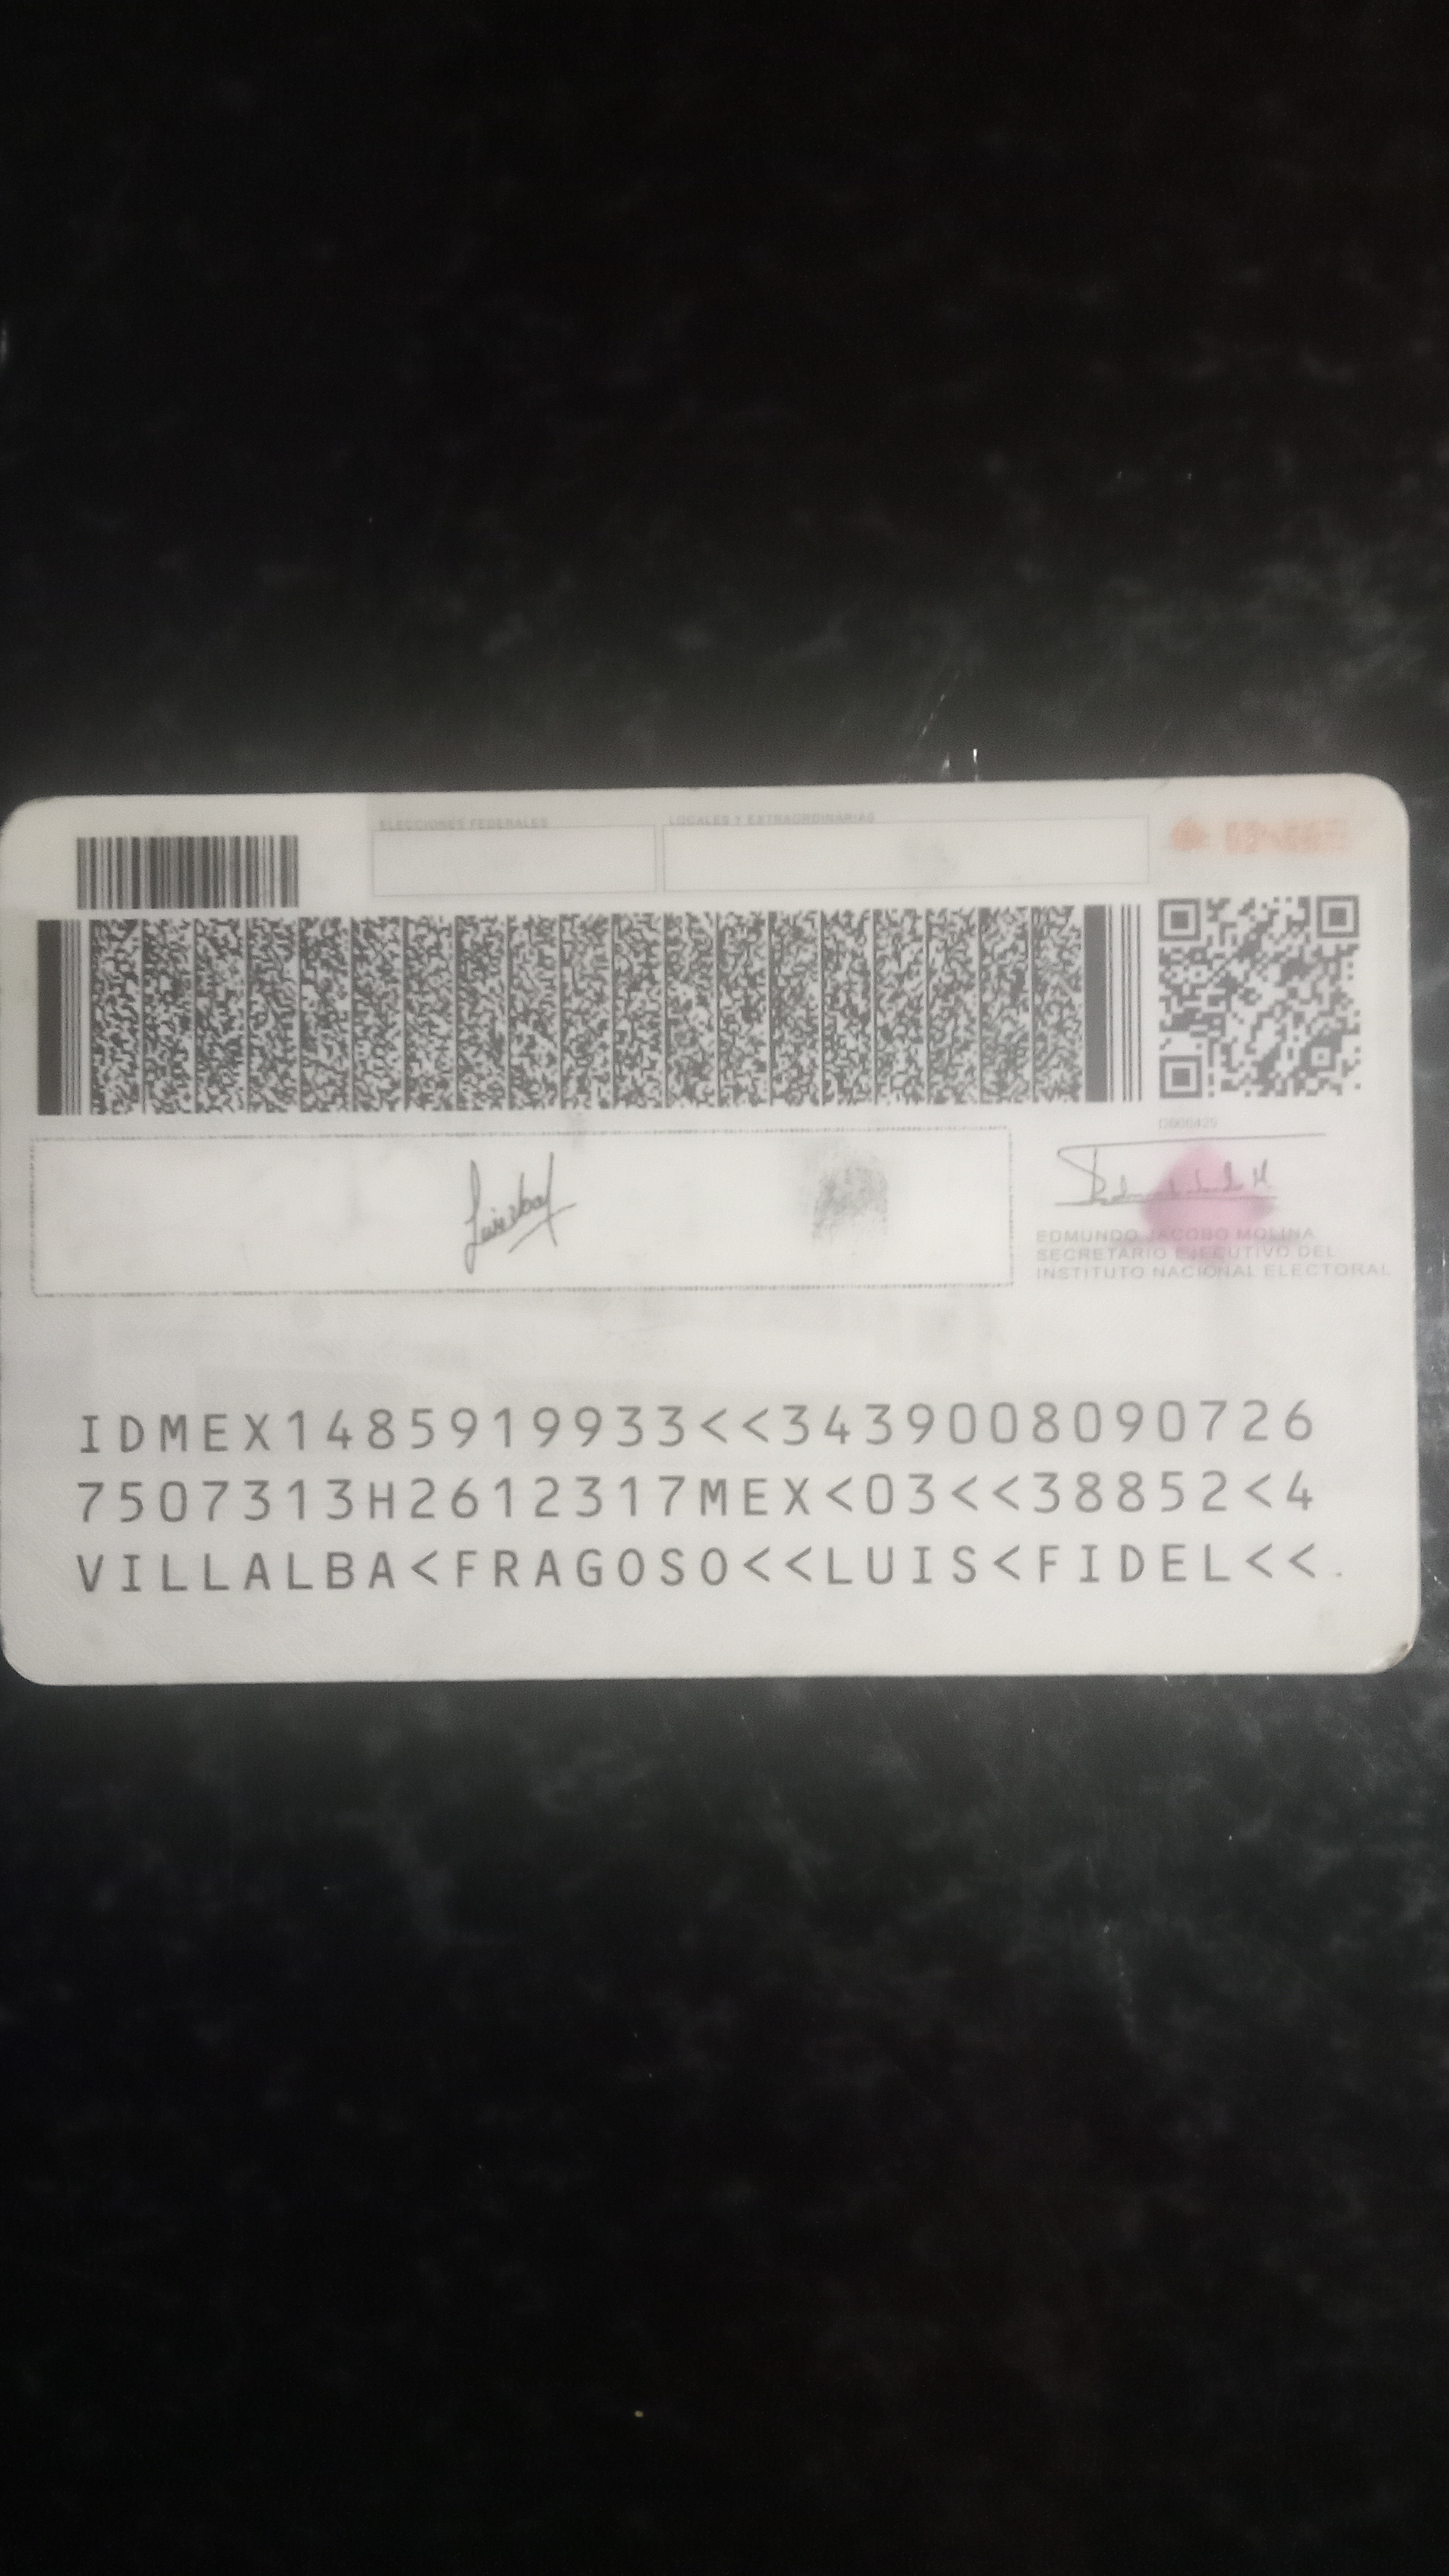 ELECCIONES FEDERALES
LOCALES Y EXTRAORDINARIAS
EDMUNDO JACOBO MOLINA
SECRETARIO EJECUTIVO DEL
INSTITUTO NACIONAL ELECTORAL
IDMEX1485919933<<3439008090726
7507313H2612317MEX<03<<38852<4
VILLALBA<FRAGOSO<<LUIS<FIDEL<<